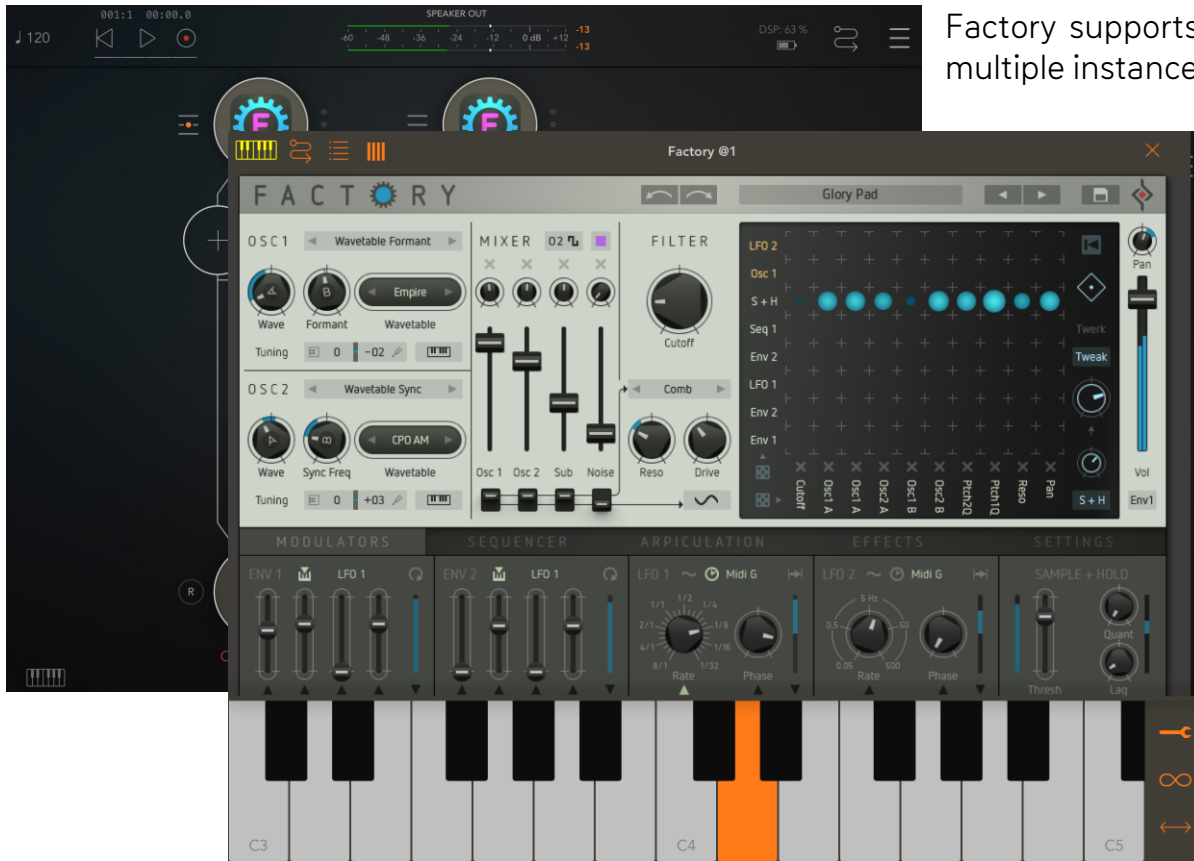 001:1 00:00.0
SPEAKER OUT
♩ 120
-60 -48 -36 -24 -12 0 dB +12
-13
-13
DSP: 63 %
Factory supports
multiple instance
F
F
Factory @1
FACTORY
Glory Pad
OSC1 Wavetable Formant
A B Empire
Wave Formant Wavetable
Tuning 0 -02
OSC2 Wavetable Sync
A B CPO AM
Wave Sync Freq Wavetable
Tuning 0 +03
MIXER 02
Osc 1 Osc 2 Sub Noise
FILTER
Cutoff
Comb
Reso Drive
LFO 2
Osc 1
S + H
Seq 1
Env 2
LFO 1
Env 2
Env 1
Cutoff
Osc1 A
Osc1 A
Osc2 A
Osc1 B
Osc2 B
Ptch2Q
Ptch1Q
Reso
Pan
Twerk
Tweak
S + H
Pan
Vol
Env1
MODULATORS SEQUENCER ARPICULATION EFFECTS SETTINGS
ENV 1 LFO 1 ENV 2 LFO 1 LFO 1 Midi G LFO 2 Midi G SAMPLE + HOLD
1/2
1/1 1/4
2/1 1/8
4/1 1/16
8/1 1/32
Rate Phase
5 Hz
0.5 50
0.05 500
Rate Phase
Quant
Thresh Lag
R
C3 C4 C5